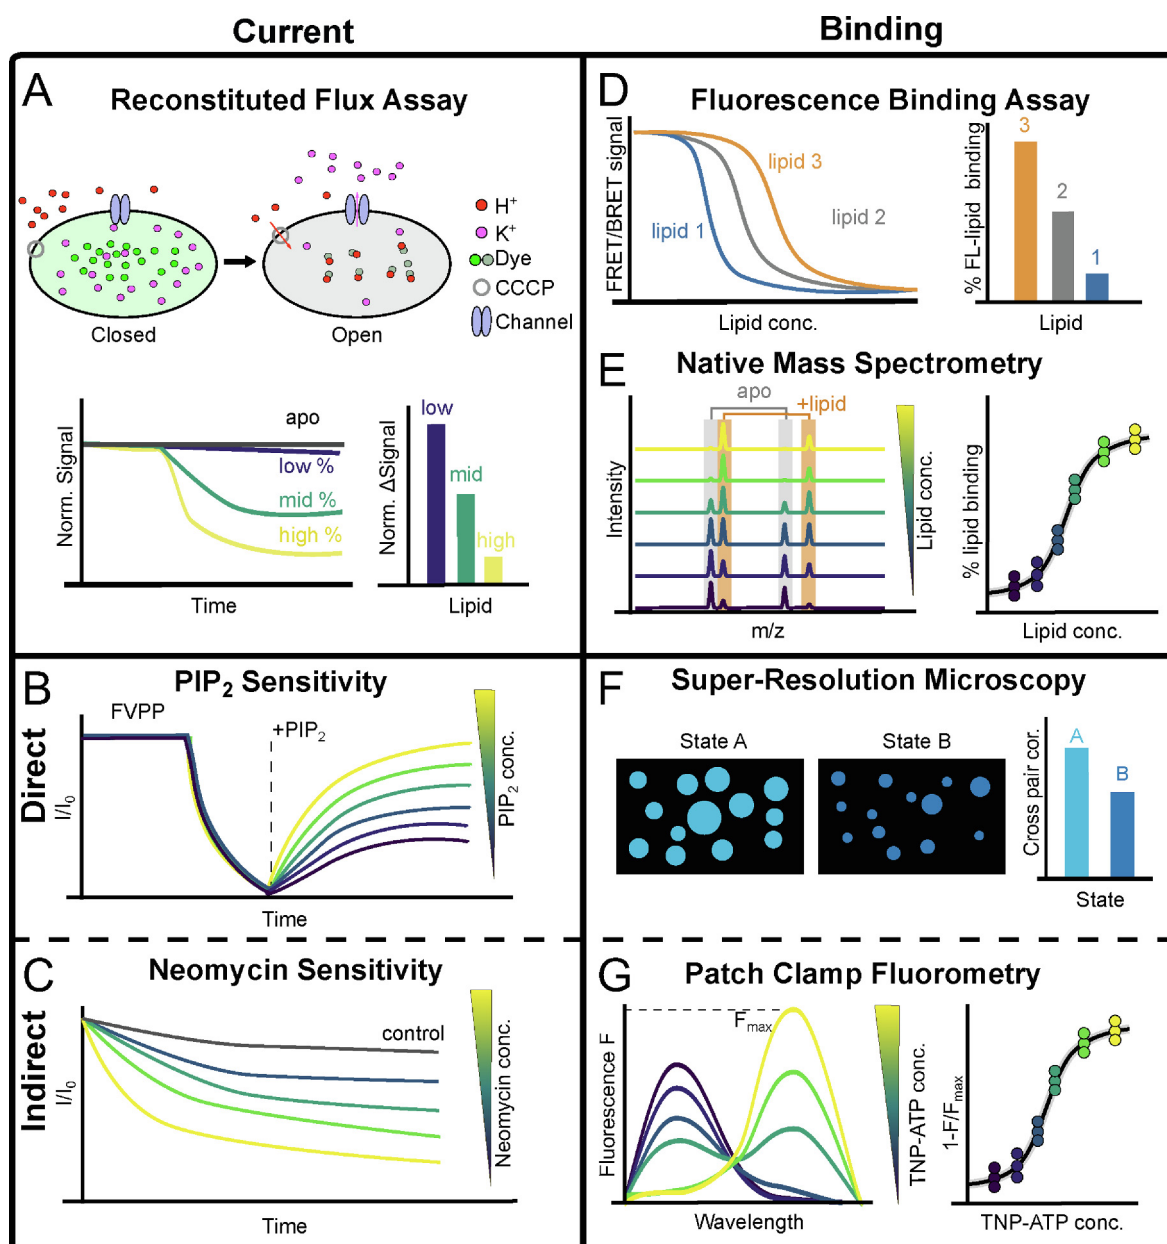 Current
Binding
A
Reconstituted Flux Assay
H⁺
K⁺
Dye
CCCP
Channel
Closed
Open
Norm. Signal
apo
low %
mid %
high %
Time
Norm. ΔSignal
low
mid
high
Lipid
D
Fluorescence Binding Assay
FRET/BRET signal
lipid 1
lipid 2
lipid 3
Lipid conc.
% FL-lipid binding
3
2
1
Lipid
E
Native Mass Spectrometry
apo
+lipid
Intensity
m/z
Lipid conc.
% lipid binding
Lipid conc.
Direct
B
PIP₂ Sensitivity
FVPP
+PIP₂
I/I₀
Time
PIP₂ conc.
F
Super-Resolution Microscopy
State A
State B
Cross pair cor.
A
B
State
Indirect
C
Neomycin Sensitivity
control
I/I₀
Time
Neomycin conc.
G
Patch Clamp Fluorometry
Fluorescence F
Fmax
Wavelength
TNP-ATP conc.
1-F/Fmax
TNP-ATP conc.